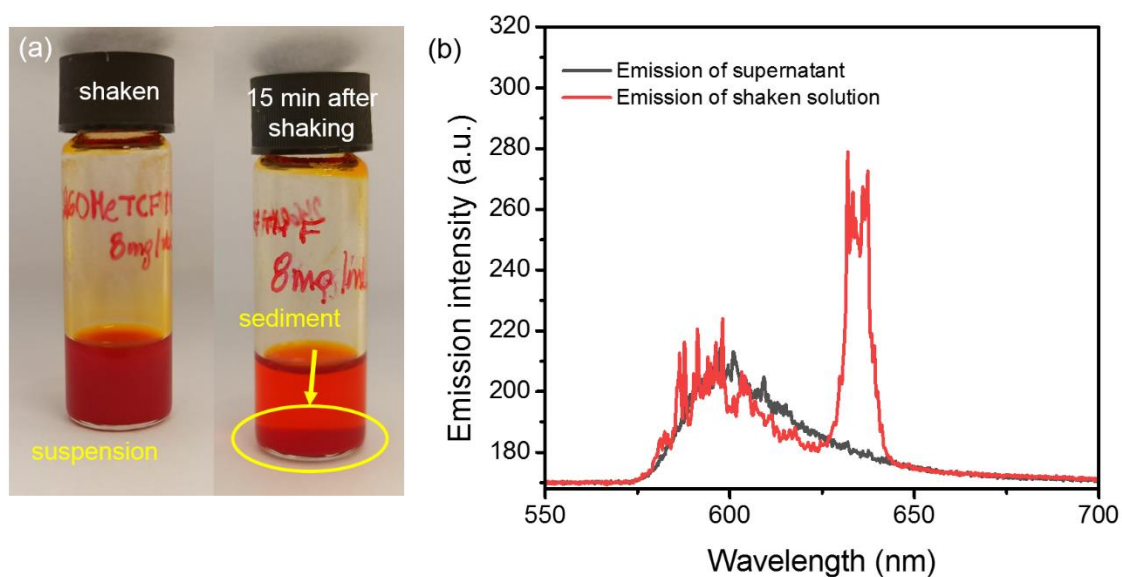 (a)
shaken
8mg/
suspension
15 min after
shaking
8mg/mL
sediment
(b)
Emission of supernatant
Emission of shaken solution
Emission intensity (a.u.)
320
300
280
260
240
220
200
180
550
600
650
700
Wavelength (nm)